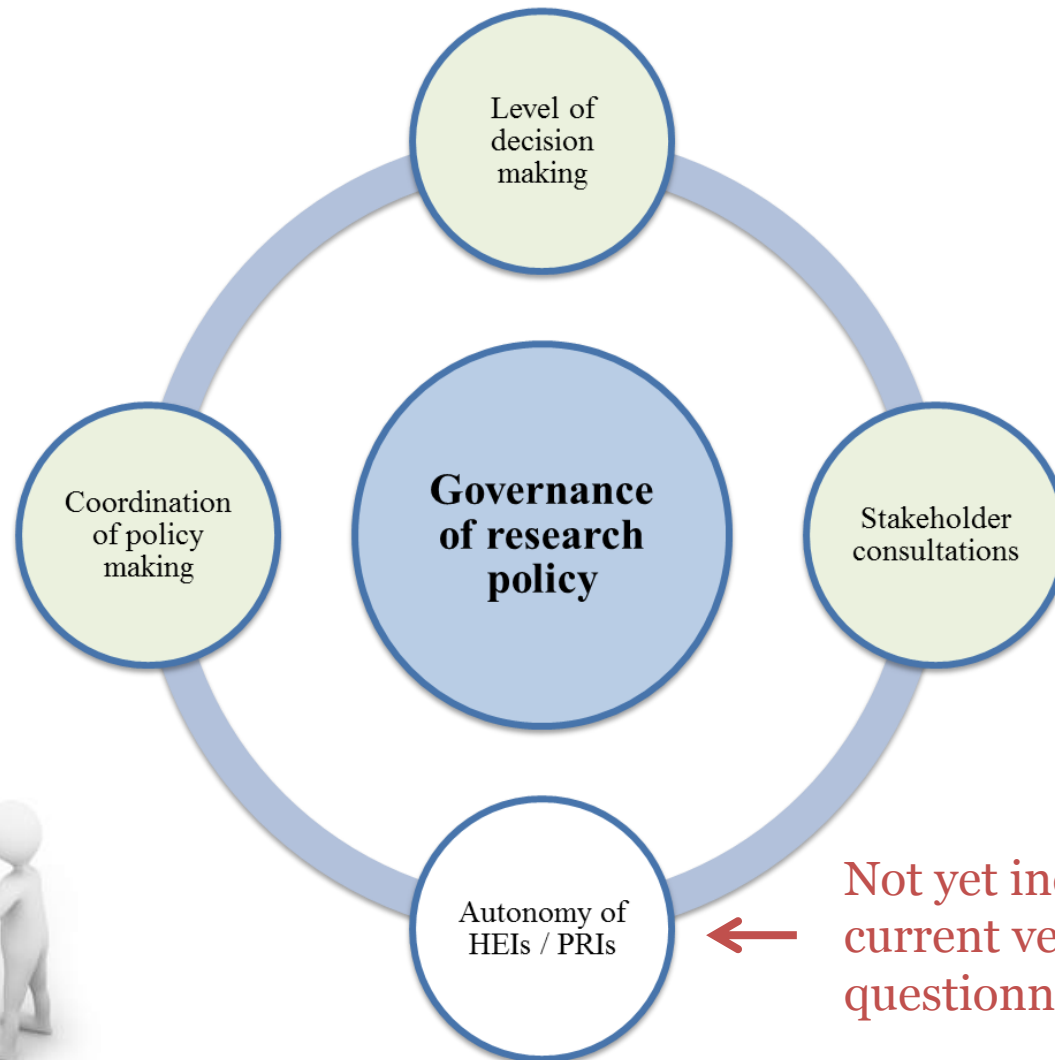 Level of
decision
making
Coordination
of policy
making
Governance
of research
policy
Stakeholder
consultations
Autonomy of
HEIs / PRIs
Not yet
current